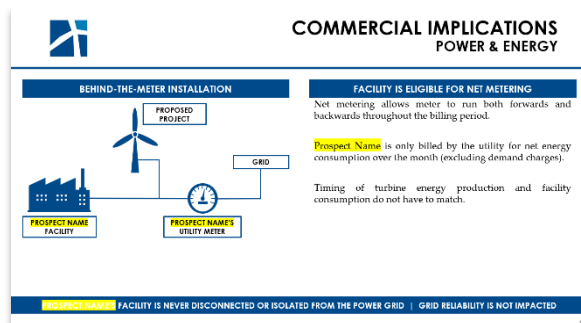 COMMERCIAL IMPLICATIONS
POWER & ENERGY
BEHIND-THE-METER INSTALLATION
PROPOSED
PROJECT
GRID
PROSPECT NAME
FACILITY
PROSPECT NAME'S
UTILITY METER
FACILITY IS ELIGIBLE FOR NET METERING
Net metering allows meter to run both forwards and
backwards throughout the billing period.
Prospect Name is only billed by the utility for net energy
consumption over the month (excluding demand charges).
Timing of turbine energy production and facility
consumption do not have to match.
PROSPECT NAME'S FACILITY IS NEVER DISCONNECTED OR ISOLATED FROM THE POWER GRID | GRID RELIABILITY IS NOT IMPACTED